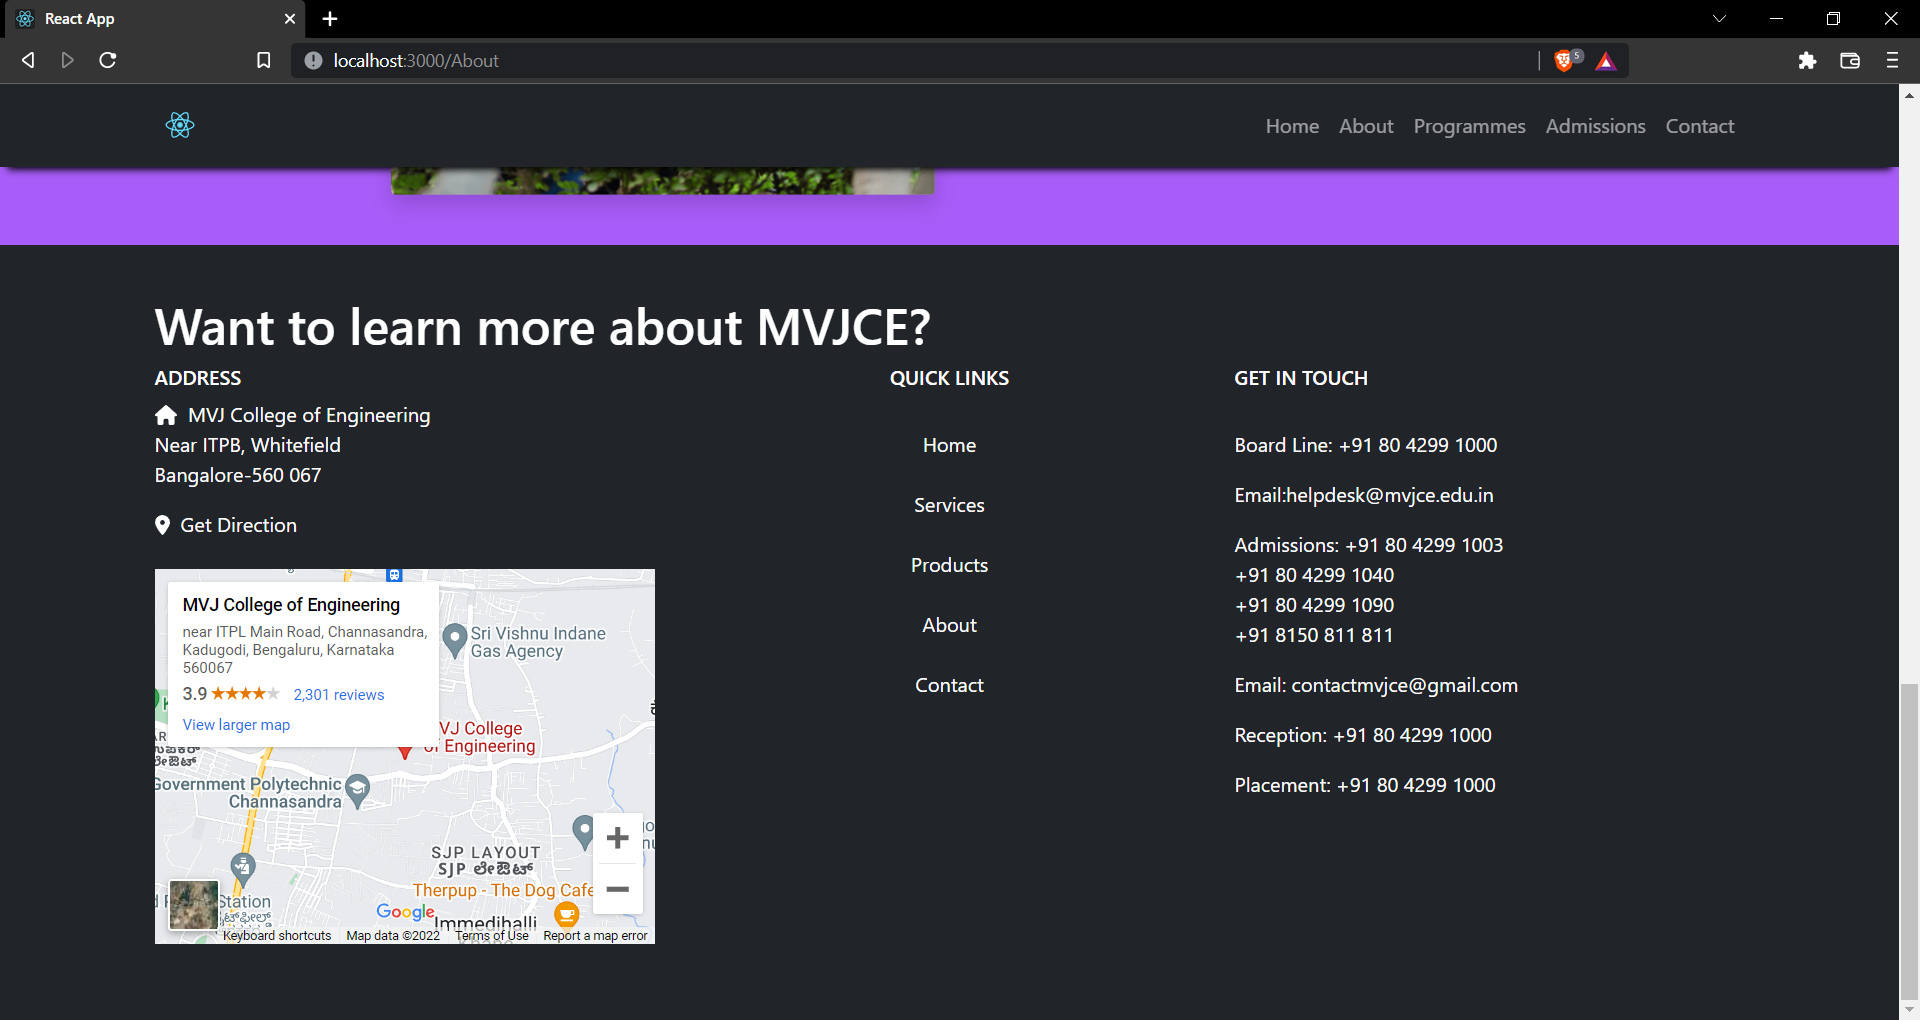 React App
localhost:3000/About
5
Home About Programmes Admissions Contact
Want to learn more about MVJCE?
ADDRESS
MVJ College of Engineering
Near ITPB, Whitefield
Bangalore-560 067
Get Direction
MVJ College of Engineering
near ITPL Main Road, Channasandra,
Kadugodi, Bengaluru, Karnataka
560067
3.9 2,301 reviews
View larger map
Sri Vishnu Indane
Gas Agency
VJ College
of Engineering
Government Polytechnic
Channasandra
SJP LAYOUT
SJP ಲೇಔಟ್
Therpup - The Dog Cafe
Station
Google
Immedihalli
Keyboard shortcuts Map data ©2022 Terms of Use Report a map error
QUICK LINKS
Home
Services
Products
About
Contact
GET IN TOUCH
Board Line: +91 80 4299 1000
Email:helpdesk@mvjce.edu.in
Admissions: +91 80 4299 1003
+91 80 4299 1040
+91 80 4299 1090
+91 8150 811 811
Email: contactmvjce@gmail.com
Reception: +91 80 4299 1000
Placement: +91 80 4299 1000